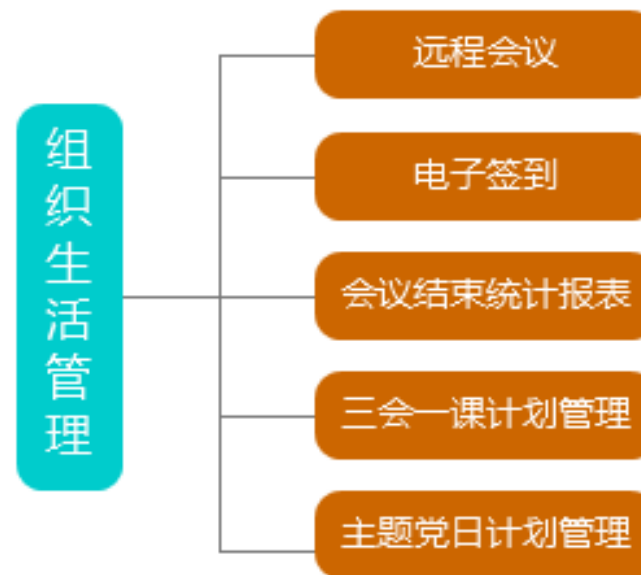 组织生活管理
远程会议
电子签到
会议结束统计报表
三会一课计划管理
主题党日计划管理